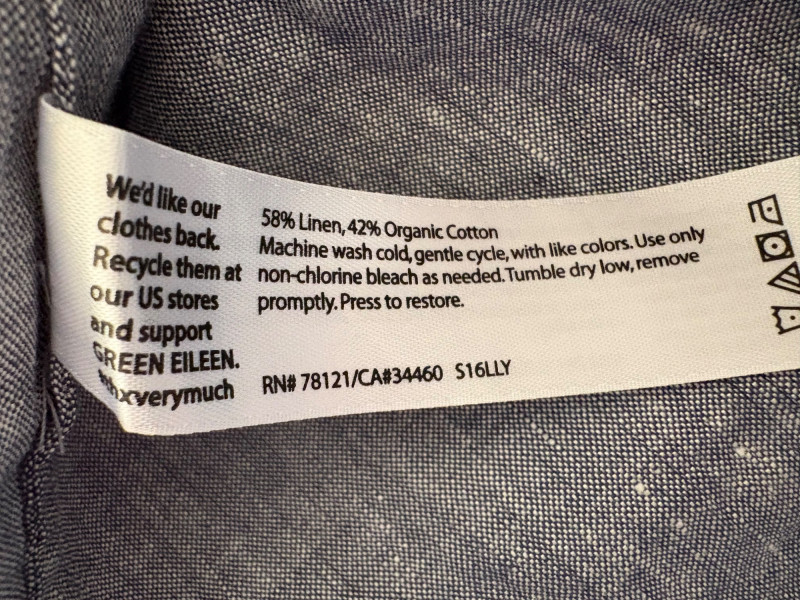 We'd like our
clothes back.
Recycle them at
our US stores
and support
GREEN EILEEN.
#thxverymuch
58% Linen, 42% Organic Cotton
Machine wash cold, gentle cycle, with like colors. Use only
non-chlorine bleach as needed. Tumble dry low, remove
promptly. Press to restore.
RN# 78121/CA#34460 S16LLY